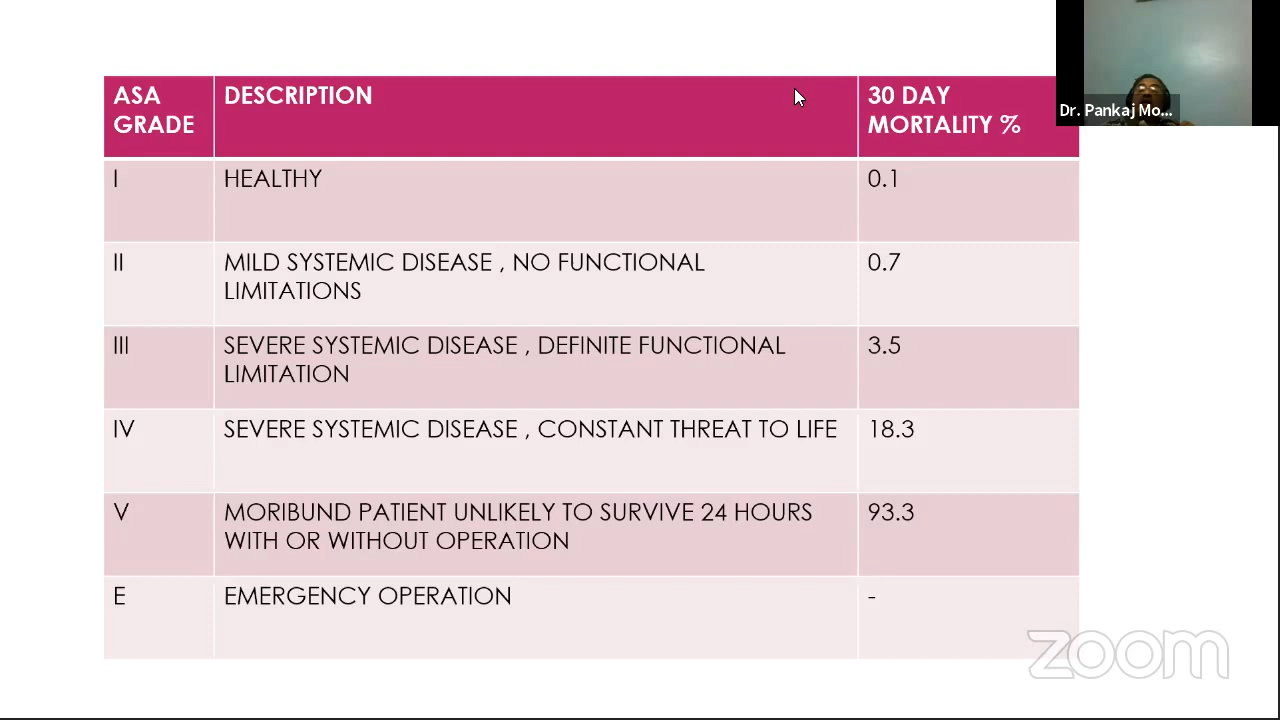 ASA
GRADE
DESCRIPTION
30 DAY
MORTALITY %
I
HEALTHY
0.1
II
MILD SYSTEMIC DISEASE , NO FUNCTIONAL
LIMITATIONS
0.7
III
SEVERE SYSTEMIC DISEASE , DEFINITE FUNCTIONAL
LIMITATION
3.5
IV
SEVERE SYSTEMIC DISEASE , CONSTANT THREAT TO LIFE
18.3
V
MORIBUND PATIENT UNLIKELY TO SURVIVE 24 HOURS
WITH OR WITHOUT OPERATION
93.3
E
EMERGENCY OPERATION
-
Dr. Pankaj Mo...
zoom